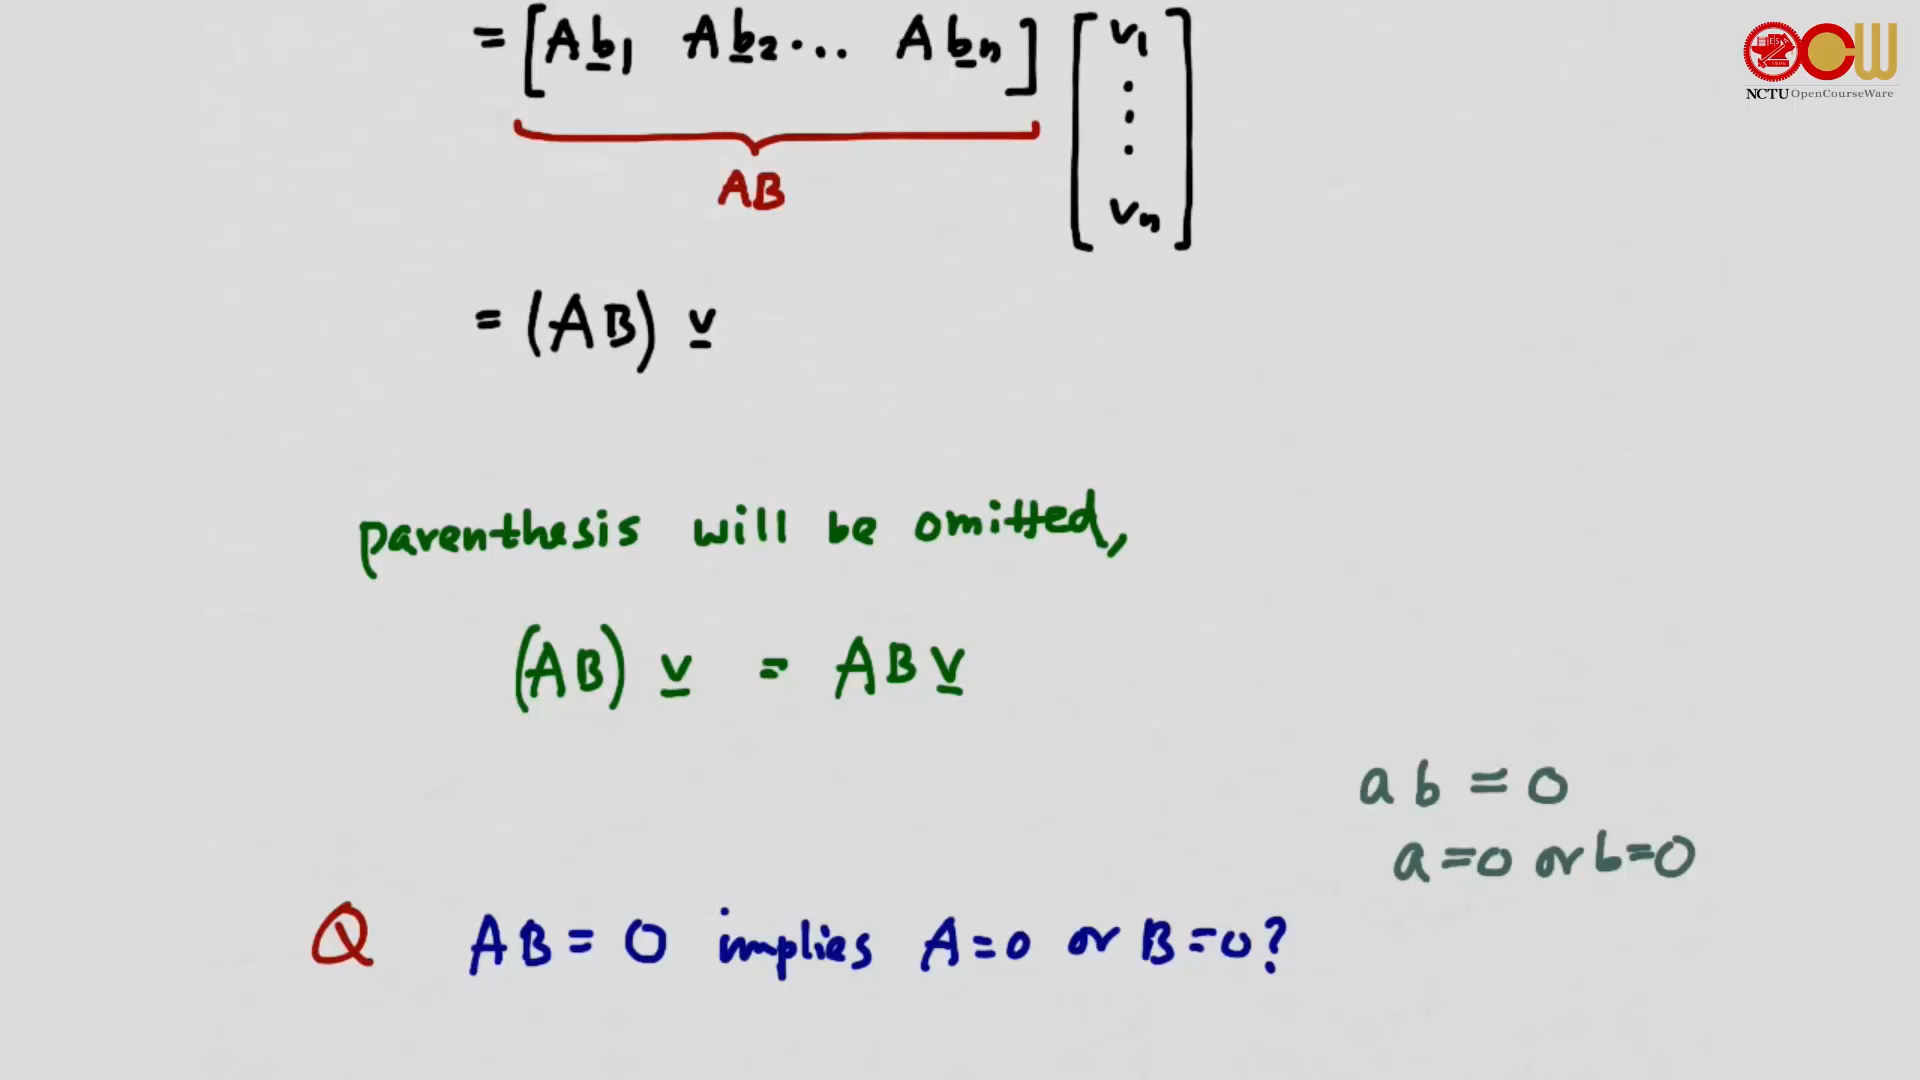 = [Ab₁ Ab₂ ... Abₙ] [v₁ ⋮ vₙ]
NCTU OpenCourseWare
AB
= (AB) v
parenthesis will be omitted,
(AB) v = ABv
ab = 0
a=0 or b=0
Q AB = 0 implies A=0 or B=0?